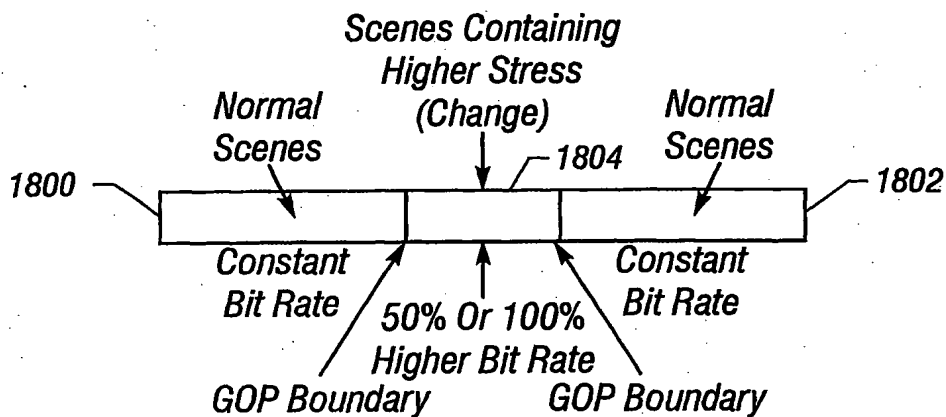 Scenes Containing
Higher Stress
(Change)
Normal
Scenes
Normal
Scenes
1804
1800
1802
Constant
Bit Rate
Constant
Bit Rate
50% Or 100%
Higher Bit Rate
GOP Boundary
GOP Boundary